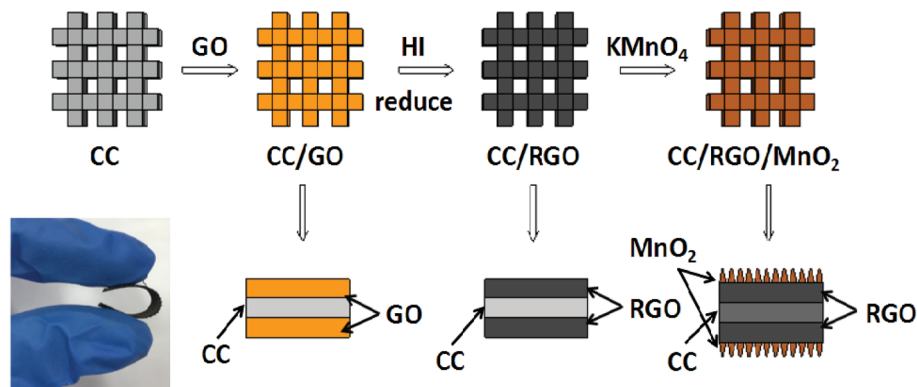 GO
HI
reduce
KMnO₄
CC
CC/GO
CC/RGO
CC/RGO/MnO₂
CC
GO
CC
RGO
MnO₂
CC
RGO